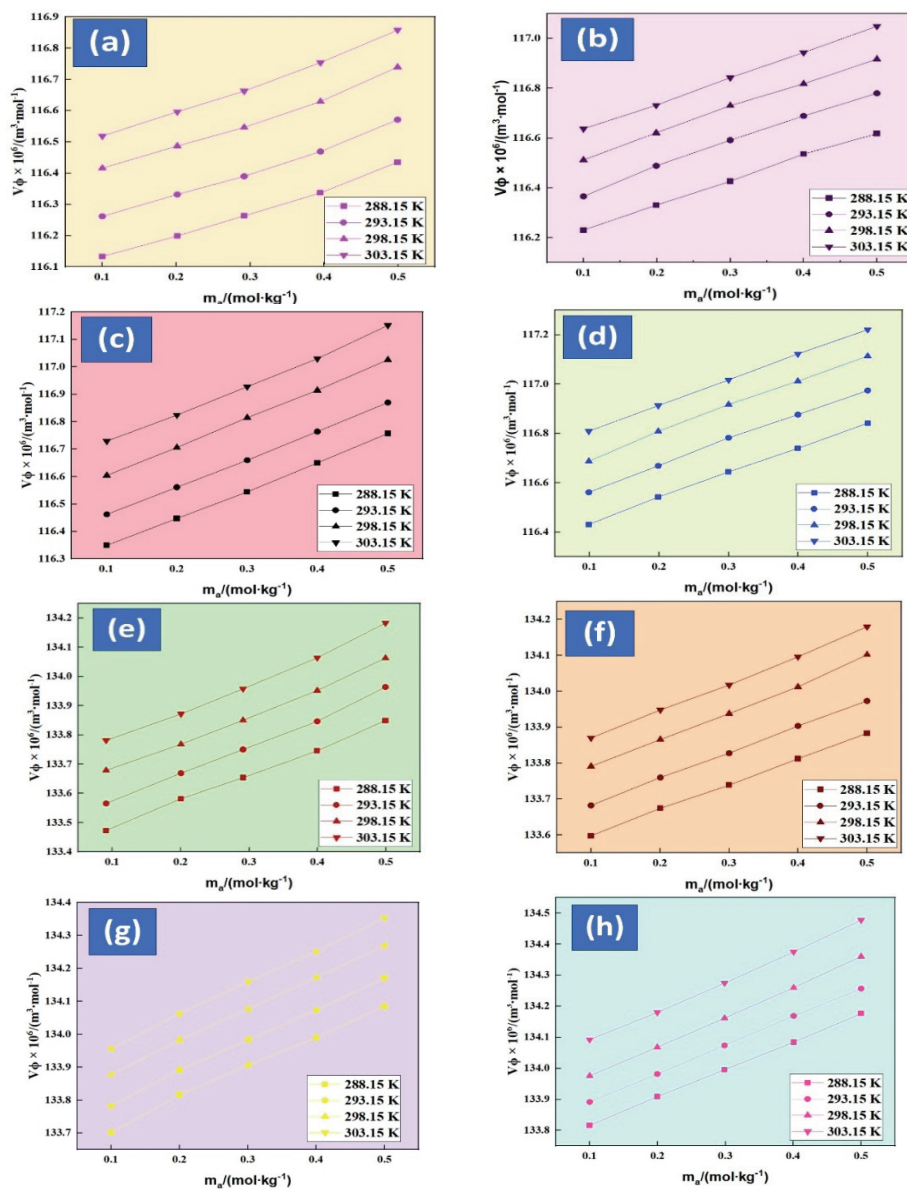 (a)
116.9
116.8
116.7
116.6
116.5
116.4
116.3
116.2
116.1
Vϕ × 10⁶/(m³·mol⁻¹)
288.15 K
293.15 K
298.15 K
303.15 K
0.1 0.2 0.3 0.4 0.5
mₐ/(mol·kg⁻¹)
(b)
117.0
116.8
116.6
116.4
116.2
Vϕ × 10⁶/(m³·mol⁻¹)
288.15 K
293.15 K
298.15 K
303.15 K
0.1 0.2 0.3 0.4 0.5
mₐ/(mol·kg⁻¹)
(c)
117.2
117.1
117.0
116.9
116.8
116.7
116.6
116.5
116.4
116.3
Vϕ × 10⁶/(m³·mol⁻¹)
288.15 K
293.15 K
298.15 K
303.15 K
0.1 0.2 0.3 0.4 0.5
mₐ/(mol·kg⁻¹)
(d)
117.2
117.0
116.8
116.6
116.4
Vϕ × 10⁶/(m³·mol⁻¹)
288.15 K
293.15 K
298.15 K
303.15 K
0.1 0.2 0.3 0.4 0.5
mₐ/(mol·kg⁻¹)
(e)
134.2
134.1
134.0
133.9
133.8
133.7
133.6
133.5
133.4
Vϕ × 10⁶/(m³·mol⁻¹)
288.15 K
293.15 K
298.15 K
303.15 K
0.1 0.2 0.3 0.4 0.5
mₐ/(mol·kg⁻¹)
(f)
134.2
134.1
134.0
133.9
133.8
133.7
133.6
Vϕ × 10⁶/(m³·mol⁻¹)
288.15 K
293.15 K
298.15 K
303.15 K
0.1 0.2 0.3 0.4 0.5
mₐ/(mol·kg⁻¹)
(g)
134.4
134.3
134.2
134.1
134.0
133.9
133.8
133.7
Vϕ × 10⁶/(m³·mol⁻¹)
288.15 K
293.15 K
298.15 K
303.15 K
0.1 0.2 0.3 0.4 0.5
mₐ/(mol·kg⁻¹)
(h)
134.5
134.4
134.3
134.2
134.1
134.0
133.9
133.8
Vϕ × 10⁶/(m³·mol⁻¹)
288.15 K
293.15 K
298.15 K
303.15 K
0.1 0.2 0.3 0.4 0.5
mₐ/(mol·kg⁻¹)